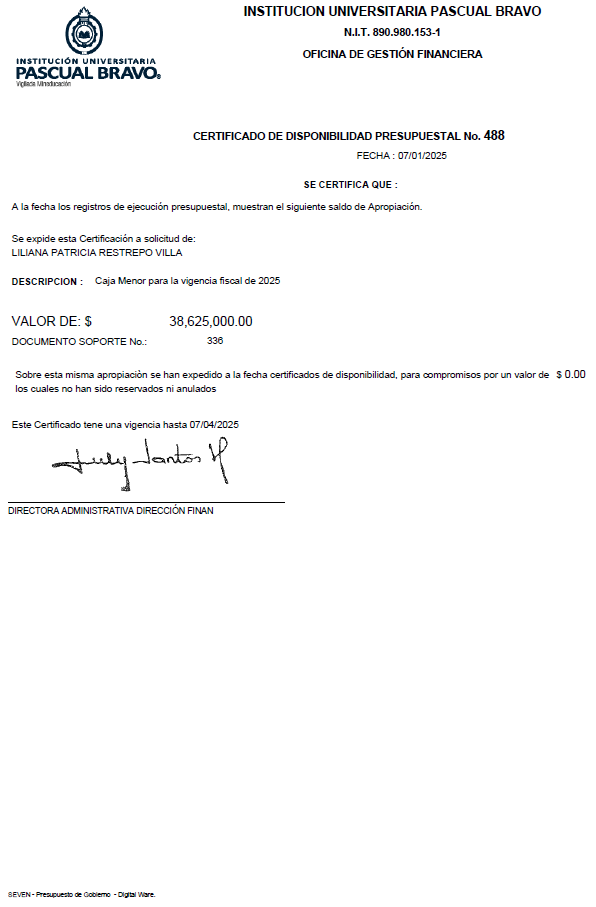 INSTITUCION UNIVERSITARIA PASCUAL BRAVO
N.I.T. 890.980.153-1
OFICINA DE GESTIÓN FINANCIERA
INSTITUCIÓN UNIVERSITARIA
PASCUAL BRAVO®
Vigilada Mineducación
CERTIFICADO DE DISPONIBILIDAD PRESUPUESTAL No. 488
FECHA : 07/01/2025
SE CERTIFICA QUE :
A la fecha los registros de ejecución presupuestal, muestran el siguiente saldo de Apropiación.
Se expide esta Certificación a solicitud de:
LILIANA PATRICIA RESTREPO VILLA
DESCRIPCION : Caja Menor para la vigencia fiscal de 2025
VALOR DE: $ 38,625,000.00
DOCUMENTO SOPORTE No.: 336
Sobre esta misma apropiaciòn se han expedido a la fecha certificados de disponibilidad, para compromisos por un valor de $ 0.00
los cuales no han sido reservados ni anulados
Este Certificado tene una vigencia hasta 07/04/2025
July Santos
DIRECTORA ADMINISTRATIVA DIRECCIÓN FINAN
SEVEN - Presupuesto de Gobierno - Digital Ware.